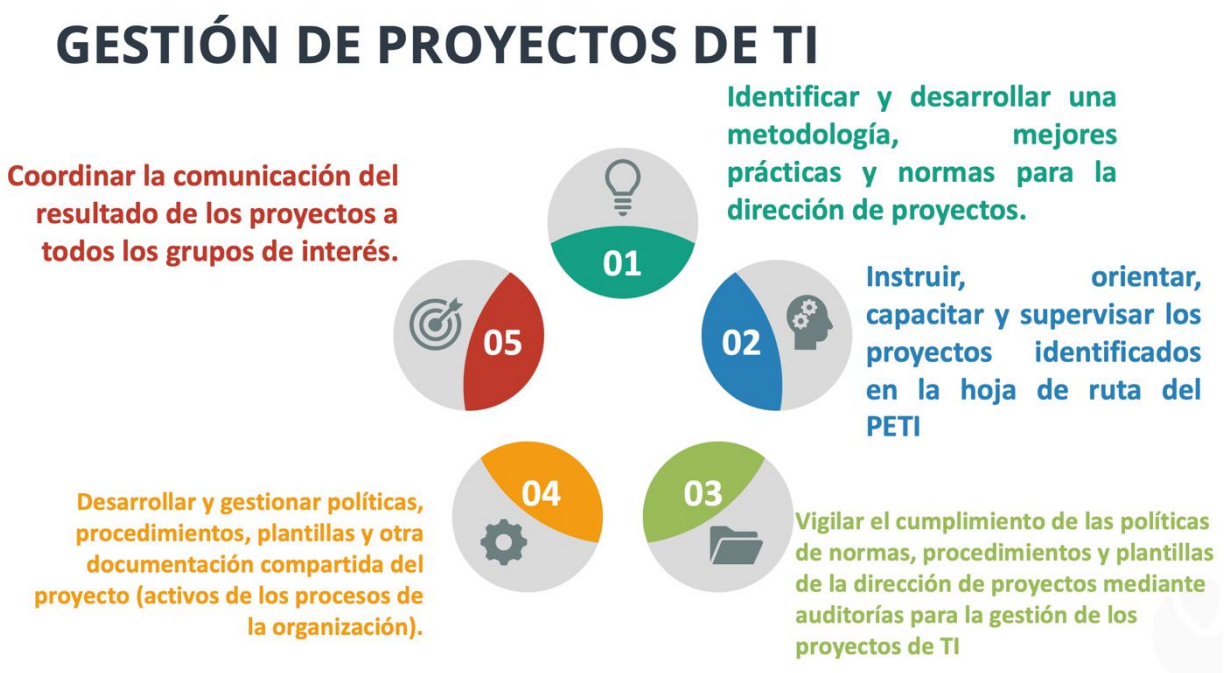 GESTIÓN DE PROYECTOS DE TI
01
Identificar y desarrollar una
metodología, mejores
prácticas y normas para la
dirección de proyectos.
02
Instruir, orientar,
capacitar y supervisar los
proyectos identificados
en la hoja de ruta del
PETI
03
Vigilar el cumplimiento de las políticas
de normas, procedimientos y plantillas
de la dirección de proyectos mediante
auditorías para la gestión de los
proyectos de TI
04
Desarrollar y gestionar políticas,
procedimientos, plantillas y otra
documentación compartida del
proyecto (activos de los procesos de
la organización).
05
Coordinar la comunicación del
resultado de los proyectos a
todos los grupos de interés.